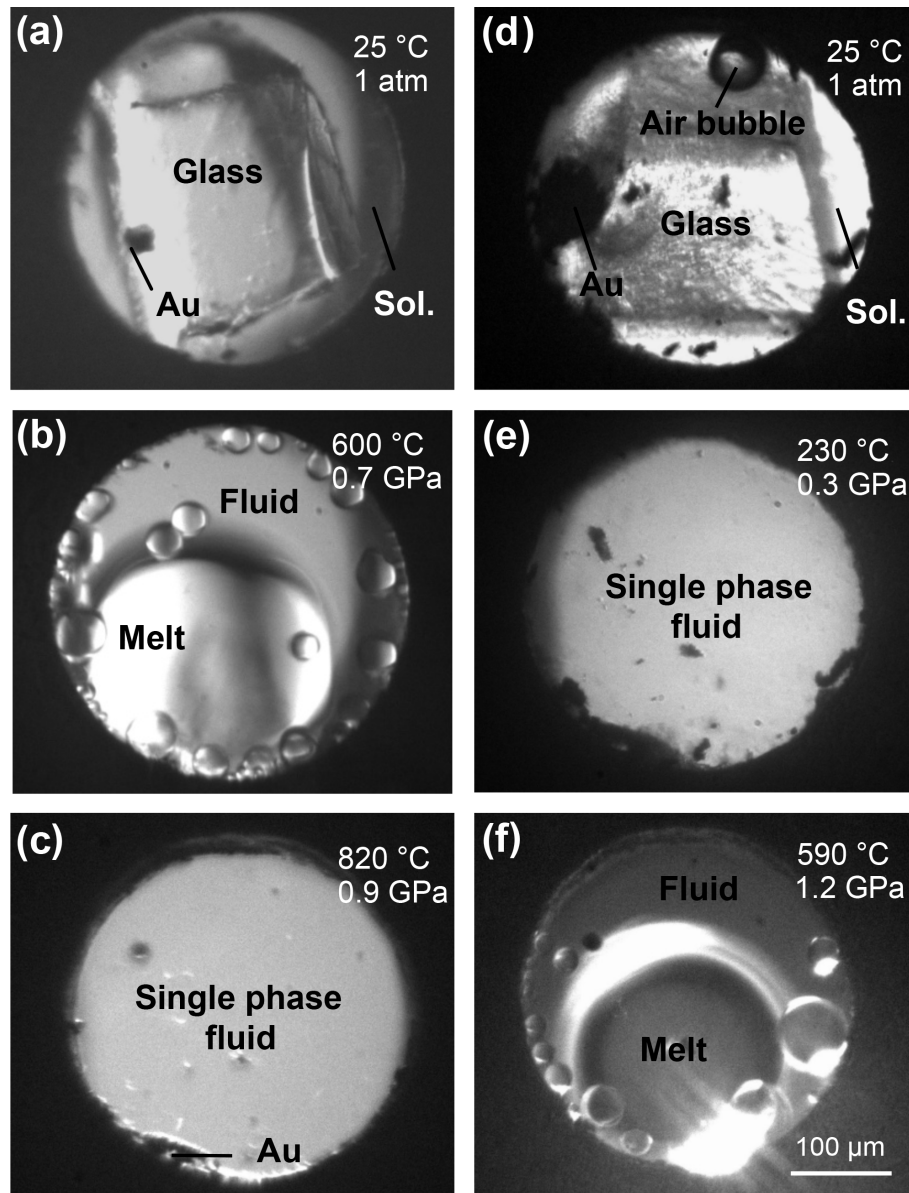 (a)
25 °C
1 atm
Glass
Au
Sol.
(d)
25 °C
1 atm
Air bubble
Glass
Au
Sol.
(b)
600 °C
0.7 GPa
Fluid
Melt
(e)
230 °C
0.3 GPa
Single phase
fluid
(c)
820 °C
0.9 GPa
Single phase
fluid
Au
(f)
590 °C
1.2 GPa
Fluid
Melt
100 µm